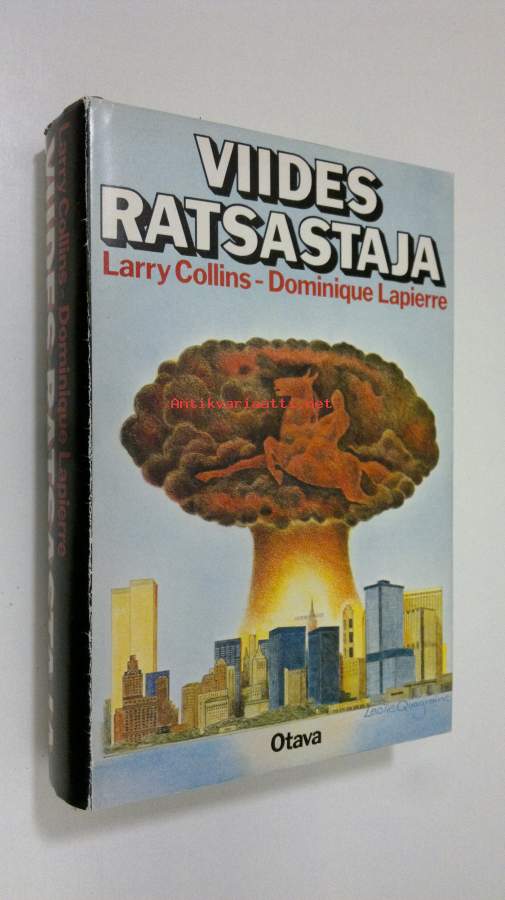 VIIDES
RATSASTAJA
Larry Collins - Dominique Lapierre
Antikvariaatti.net
Otava
Larry Collins - Dominique Lapierre
VIIDES RATSASTAJA